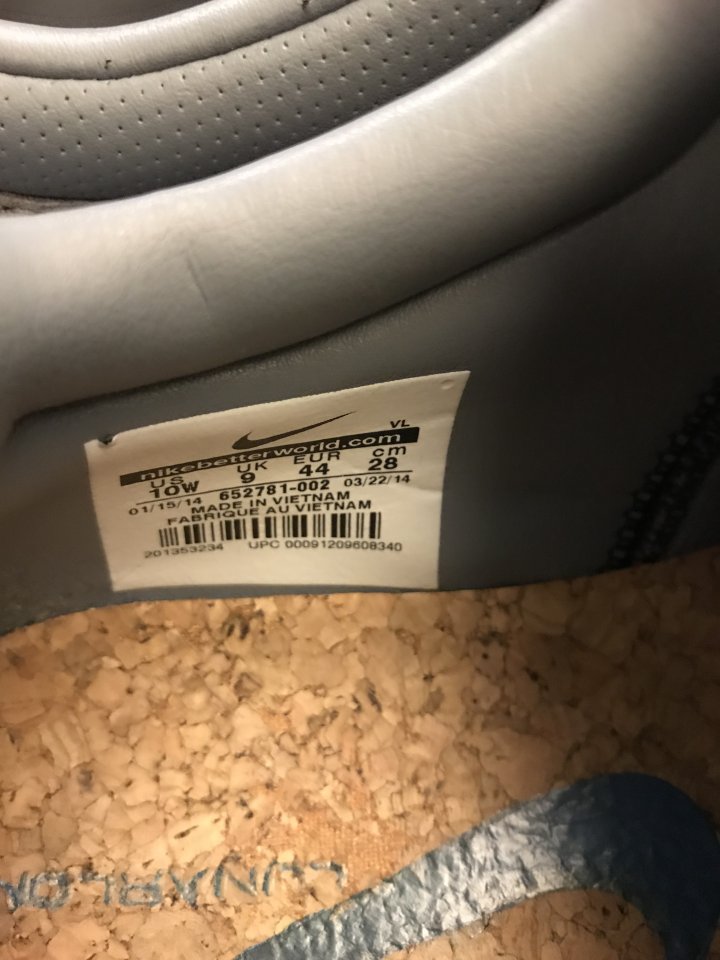 VL
nikebetterworld.com
US UK EUR cm
10W 9 44 28
01/15/14 652781-002 03/22/14
MADE IN VIETNAM
FABRIQUE AU VIETNAM
201353234 UPC 00091209608340
LUNARLON